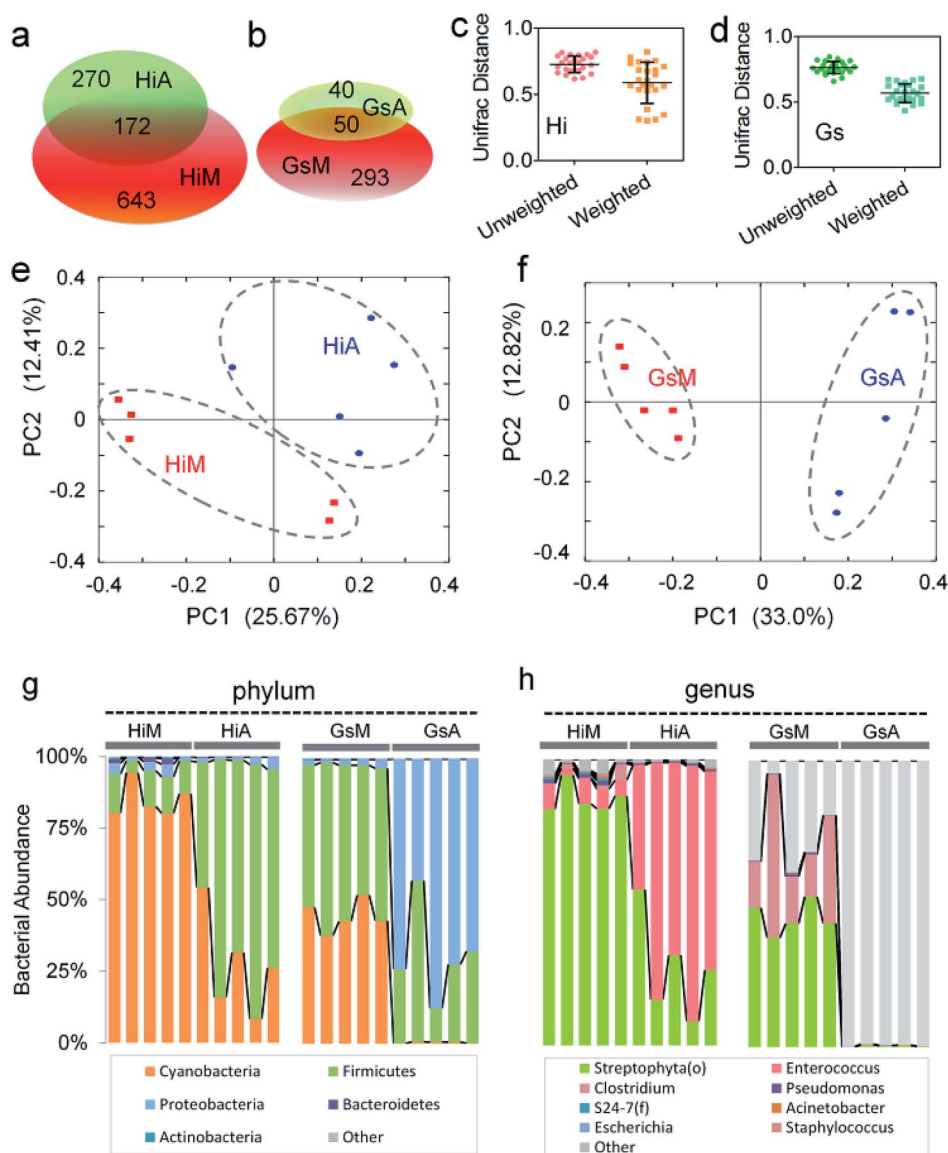 a
b
c
d
270
HiA
172
HiM
643
40
GsA
50
GsM
293
Unifrac Distance
1.0
0.5
0.0
Hi
Unweighted
Weighted
Unifrac Distance
1.0
0.5
0.0
Gs
Unweighted
Weighted
e
0.4
0.2
0
-0.2
-0.4
PC2 (12.41%)
HiA
HiM
-0.4
-0.2
0
0.2
0.4
PC1 (25.67%)
f
0.2
0
-0.2
-0.4
PC2 (12.82%)
GsM
GsA
-0.4
-0.2
0
0.2
0.4
PC1 (33.0%)
g
phylum
HiM HiA GsM GsA
100%
75%
50%
25%
0%
Bacterial Abundance
Cyanobacteria Firmicutes
Proteobacteria Bacteroidetes
Actinobacteria Other
h
genus
HiM HiA GsM GsA
Streptophyta(o) Enterococcus
Clostridium Pseudomonas
S24-7(f) Acinetobacter
Escherichia Staphylococcus
Other